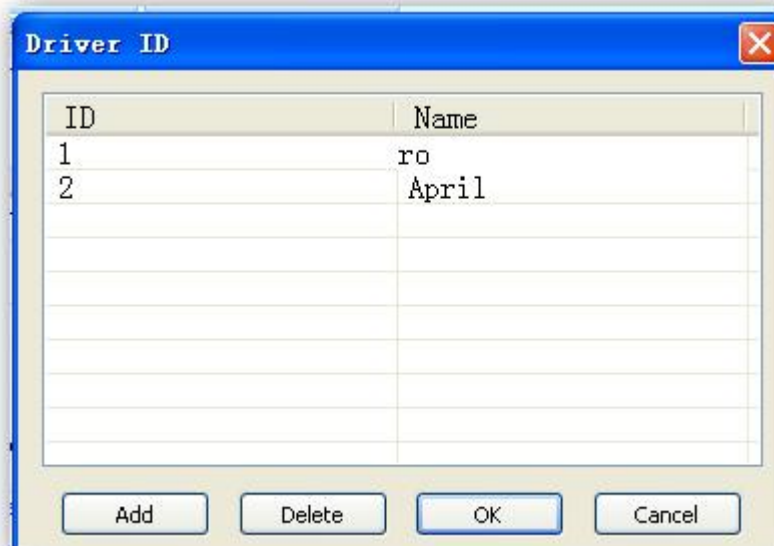 Driver ID
ID Name
1 ro
2 April
Add Delete OK Cancel